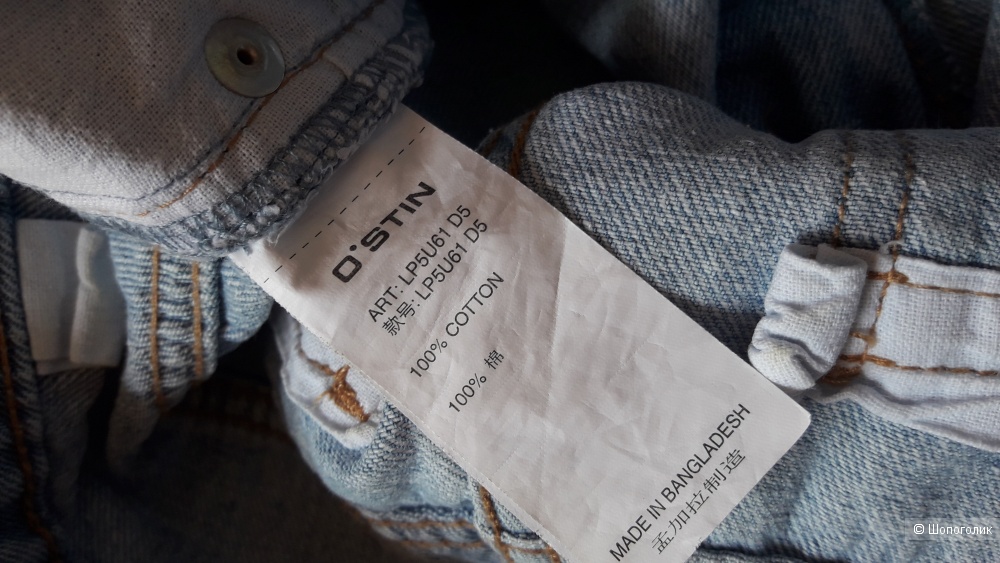 O'STIN
ART: LP5U61 D5
款号: LP5U61 D5
100% COTTON
100% 棉
MADE IN BANGLADESH
孟加拉制造
© Шопоголик